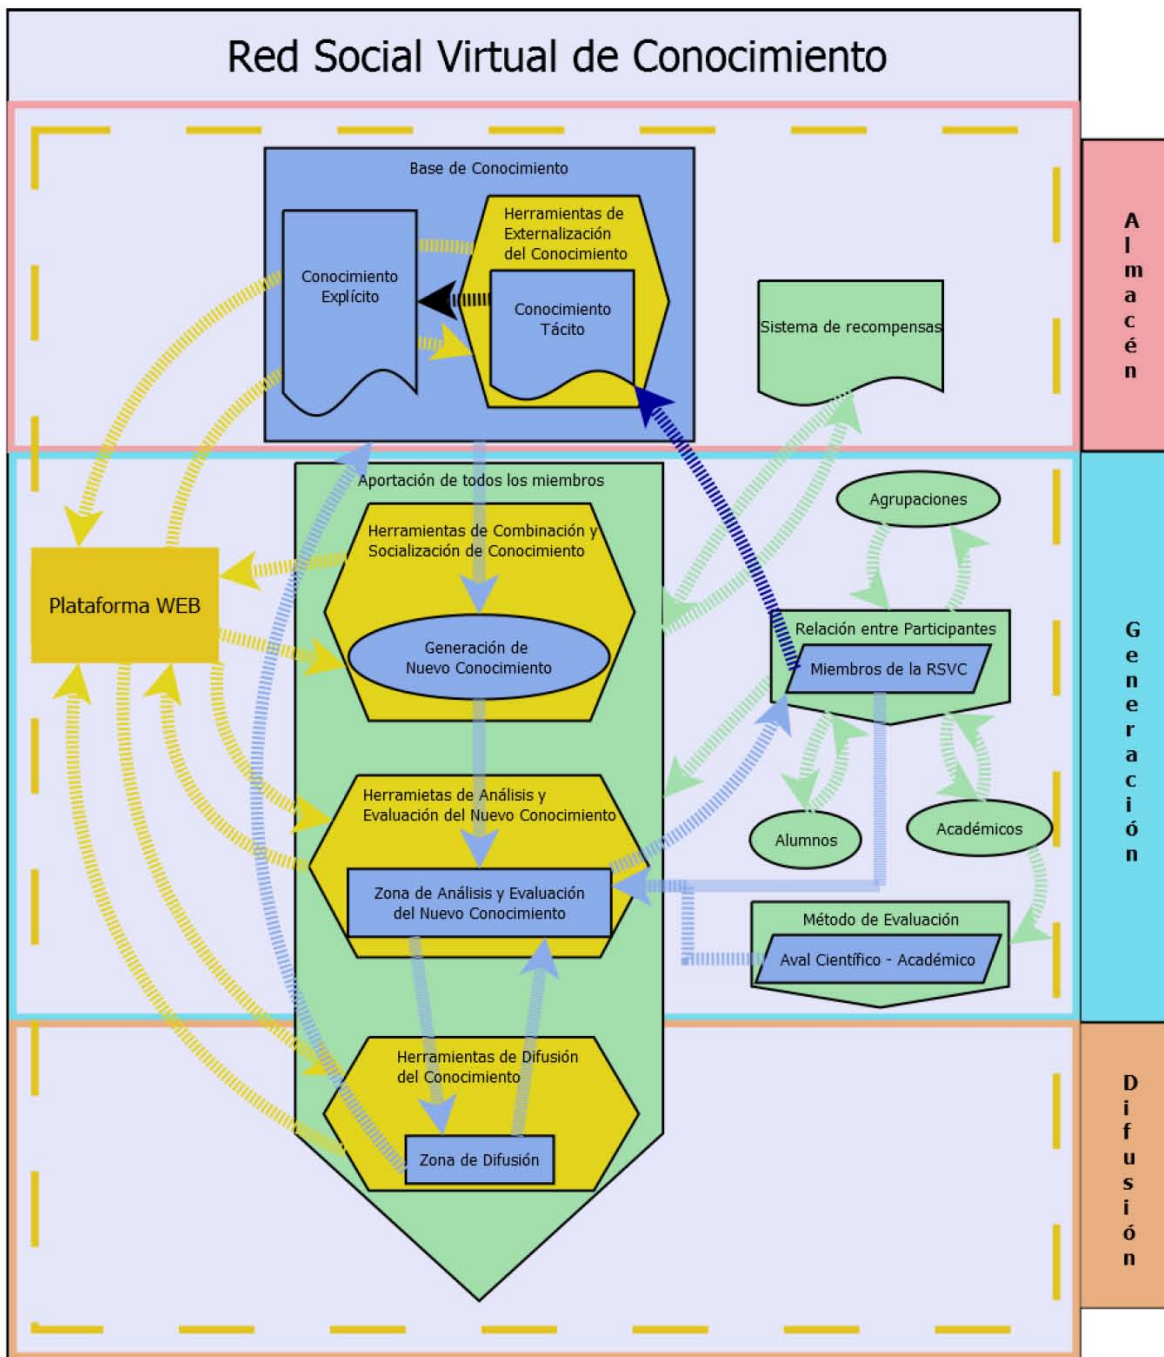 Red Social Virtual de Conocimiento
Base de Conocimiento
Herramientas de
Externalización
del Conocimiento
Conocimiento
Explícito
Conocimiento
Tácito
Sistema de recompensas
Almacén
Aportación de todos los miembros
Herramientas de Combinación y
Socialización de Conocimiento
Agrupaciones
Plataforma WEB
Generación de
Nuevo Conocimiento
Relación entre Participantes
Miembros de la RSVC
Generación
Herramietas de Análisis y
Evaluación del Nuevo Conocimiento
Alumnos
Académicos
Zona de Análisis y Evaluación
del Nuevo Conocimiento
Método de Evaluación
Aval Científico - Académico
Herramientas de Difusión
del Conocimiento
Zona de Difusión
Difusión